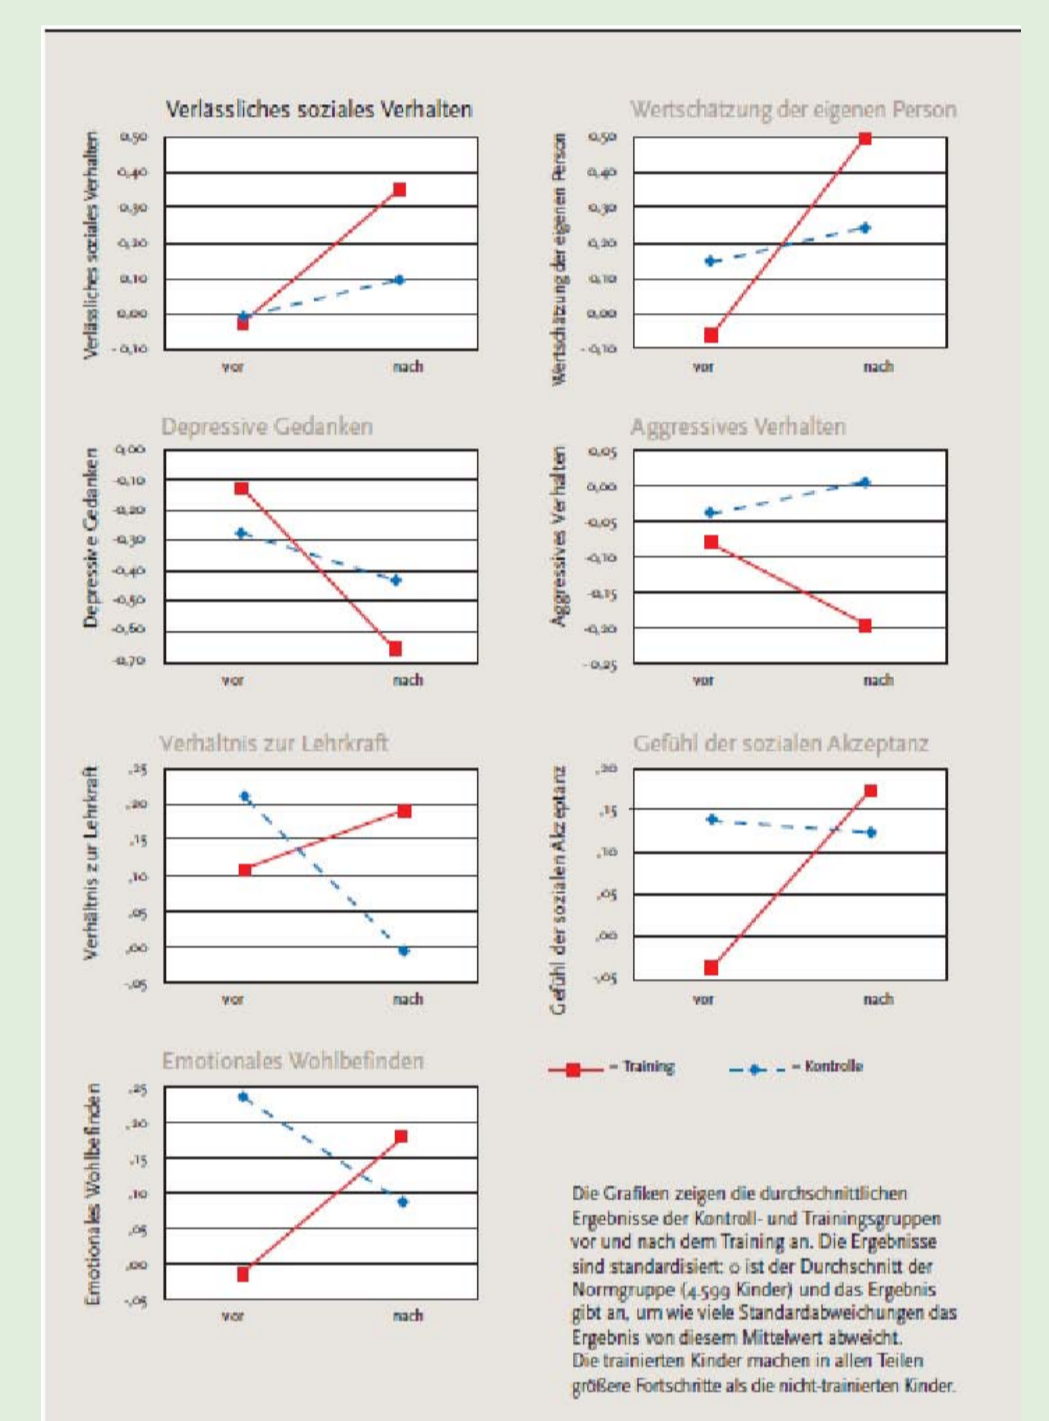 Verlässliches soziales Verhalten
Verlässliches soziales Verhalten
0,50
0,40
0,30
0,20
0,10
0,00
- 0,10
vor
nach
Wertschätzung der eigenen Person
Wertschätzung der eigenen Person
0,50
0,40
0,30
0,20
0,10
0,00
- 0,10
vor
nach
Depressive Gedanken
Depressive Gedanken
0,00
-0,10
-0,20
-0,30
-0,40
-0,50
-0,60
-0,70
vor
nach
Aggressives Verhalten
Aggressives Verhalten
0,05
0,00
-0,05
-0,10
-0,15
-0,20
- 0,25
vor
nach
Verhältnis zur Lehrkraft
Verhältnis zur Lehrkraft
,25
,20
,15
,10
,05
,00
-,05
vor
nach
Gefühl der sozialen Akzeptanz
Gefühl der sozialen Akzeptanz
,20
,15
,10
,05
,00
-,05
vor
nach
Emotionales Wohlbefinden
Emotionales Wohlbefinden
,25
,20
,15
,10
,05
,00
-,05
vor
nach
= Training
= Kontrolle
Die Grafiken zeigen die durchschnittlichen
Ergebnisse der Kontroll- und Trainingsgruppen
vor und nach dem Training an. Die Ergebnisse
sind standardisiert: 0 ist der Durchschnitt der
Normgruppe (4.599 Kinder) und das Ergebnis
gibt an, um wie viele Standardabweichungen das
Ergebnis von diesem Mittelwert abweicht.
Die trainierten Kinder machen in allen Teilen
größere Fortschritte als die nicht-trainierten Kinder.